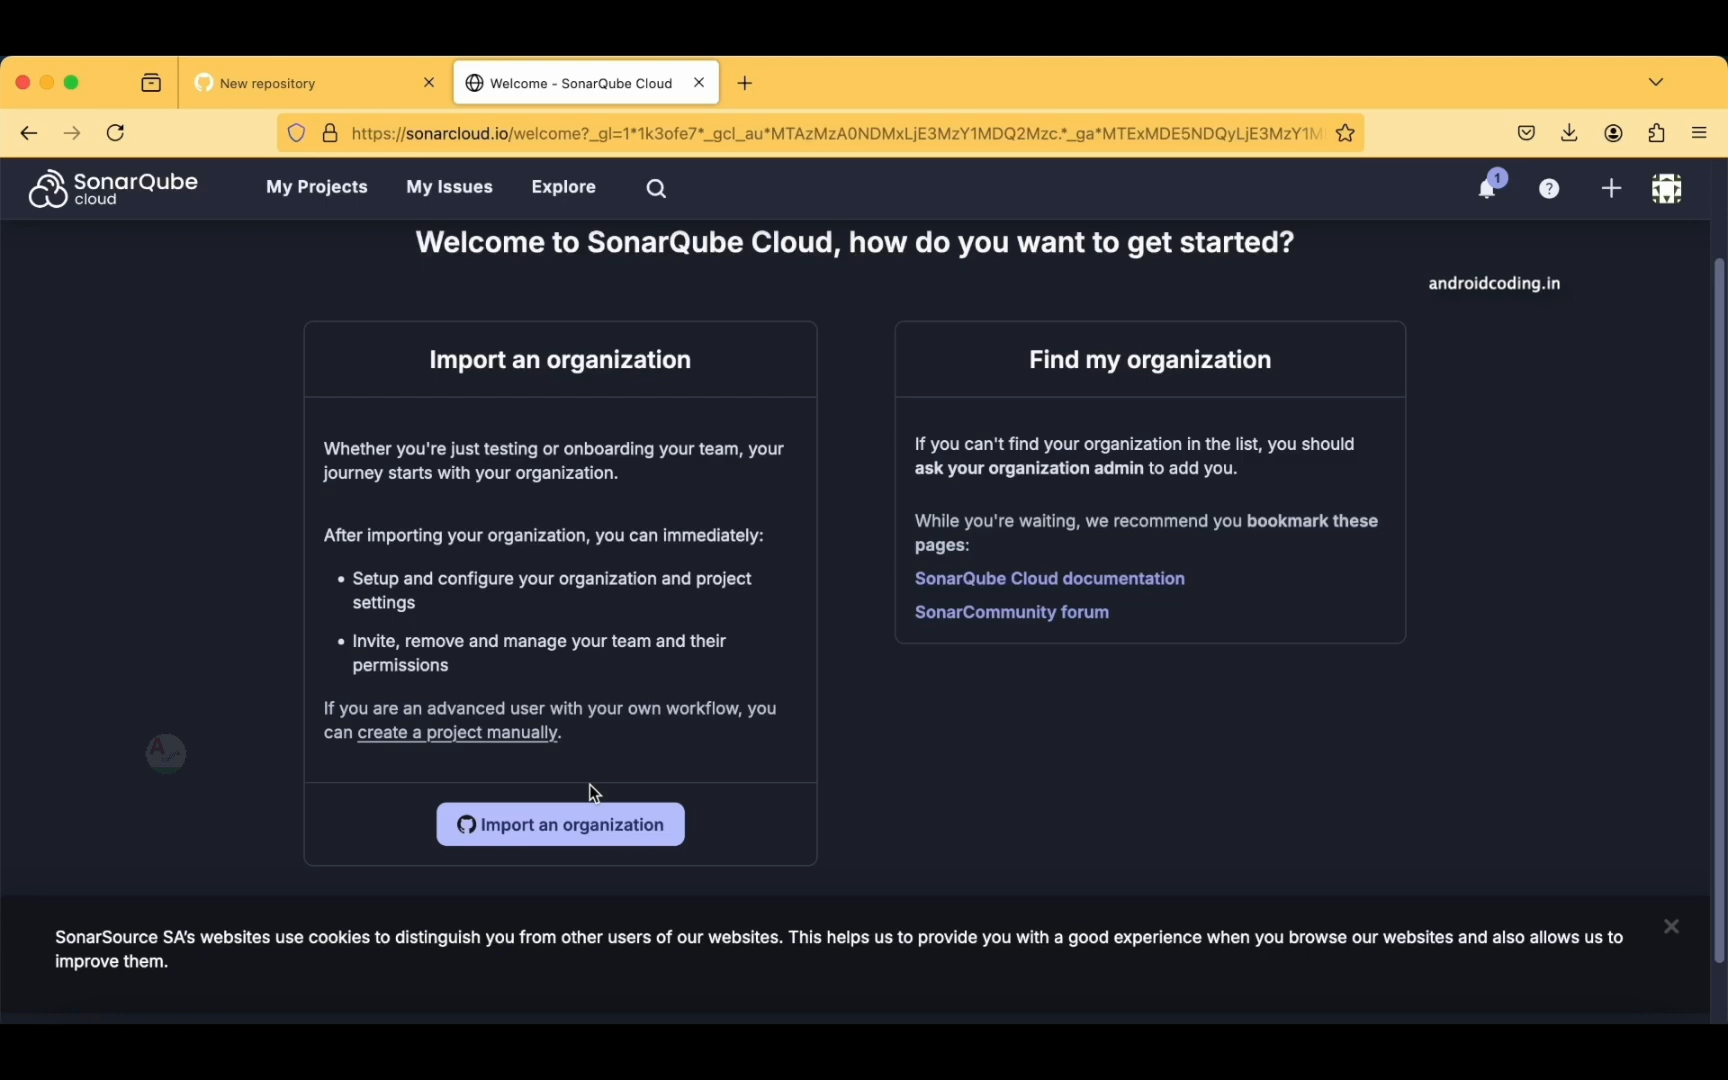 New repository
Welcome - SonarQube Cloud
https://sonarcloud.io/welcome?_gl=1*1k3ofe7*_gcl_au*MTAzMzA0NDMxLjE3MzY1MDQ2Mzc.*_ga*MTExMDE5NDQyLjE3MzY1M
SonarQube
cloud
My Projects
My Issues
Explore
1
Welcome to SonarQube Cloud, how do you want to get started?
androidcoding.in
Import an organization
Whether you're just testing or onboarding your team, your
journey starts with your organization.
After importing your organization, you can immediately:
• Setup and configure your organization and project
settings
• Invite, remove and manage your team and their
permissions
If you are an advanced user with your own workflow, you
can create a project manually.
Import an organization
Find my organization
If you can't find your organization in the list, you should
ask your organization admin to add you.
While you're waiting, we recommend you bookmark these
pages:
SonarQube Cloud documentation
SonarCommunity forum
A
SonarSource SA's websites use cookies to distinguish you from other users of our websites. This helps us to provide you with a good experience when you browse our websites and also allows us to
improve them.